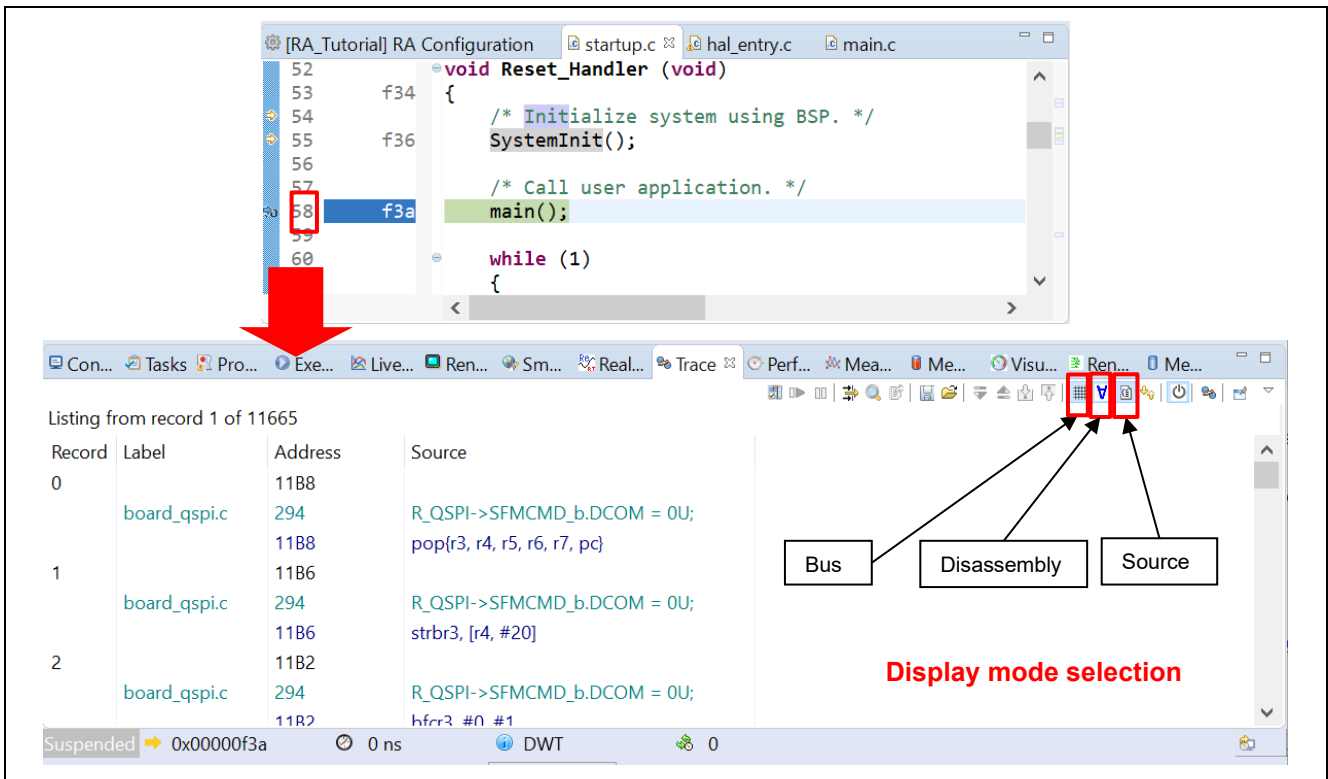 [RA_Tutorial] RA Configuration startup.c hal_entry.c main.c
52 void Reset_Handler (void)
53 f34 {
54 /* Initialize system using BSP. */
55 f36 SystemInit();
56
57 /* Call user application. */
58 f3a main();
59
60 while (1)
{
Con... Tasks Pro... Exe... Live... Ren... Sm... Real... Trace Perf... Mea... Me... Visu... Ren... Me...
Listing from record 1 of 11665
Record Label Address Source
0 11B8
board_qspi.c 294 R_QSPI->SFMCMD_b.DCOM = 0U;
11B8 pop{r3, r4, r5, r6, r7, pc}
1 11B6
board_qspi.c 294 R_QSPI->SFMCMD_b.DCOM = 0U;
11B6 strbr3, [r4, #20]
2 11B2
board_qspi.c 294 R_QSPI->SFMCMD_b.DCOM = 0U;
11B2 bfcr3, #0, #1
Bus
Disassembly
Source
Display mode selection
Suspended 0x00000f3a 0 ns DWT 0